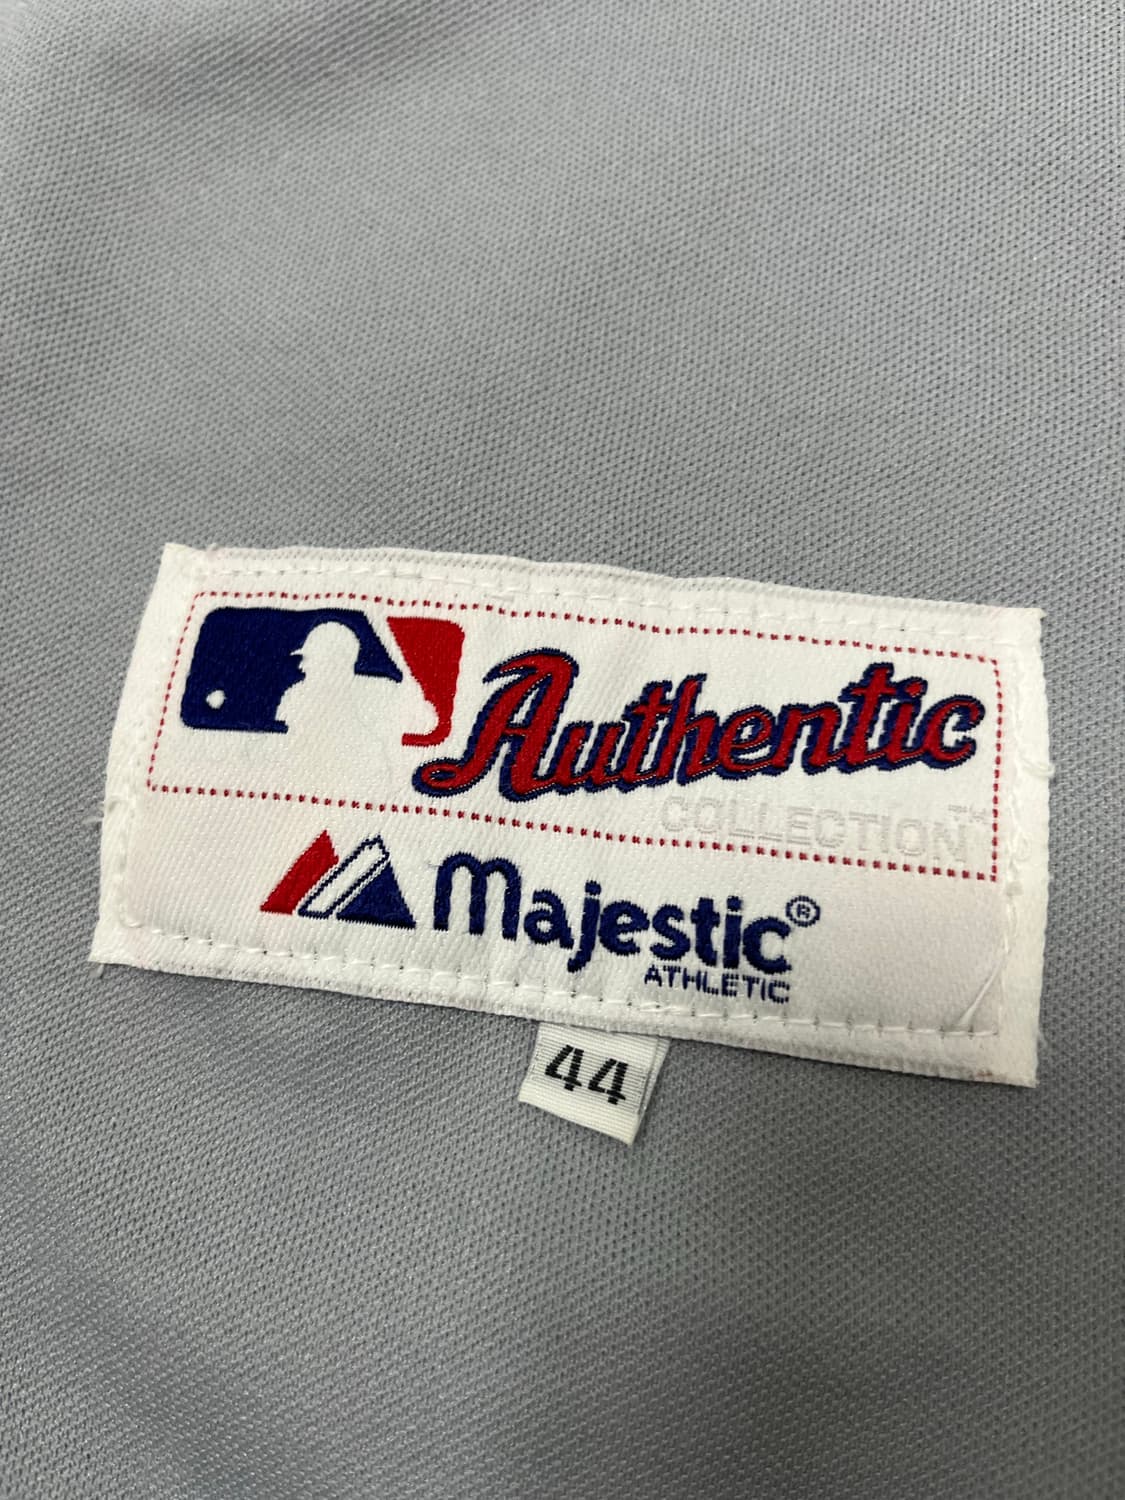 Authentic
COLLECTION™
Majestic®
ATHLETIC
44